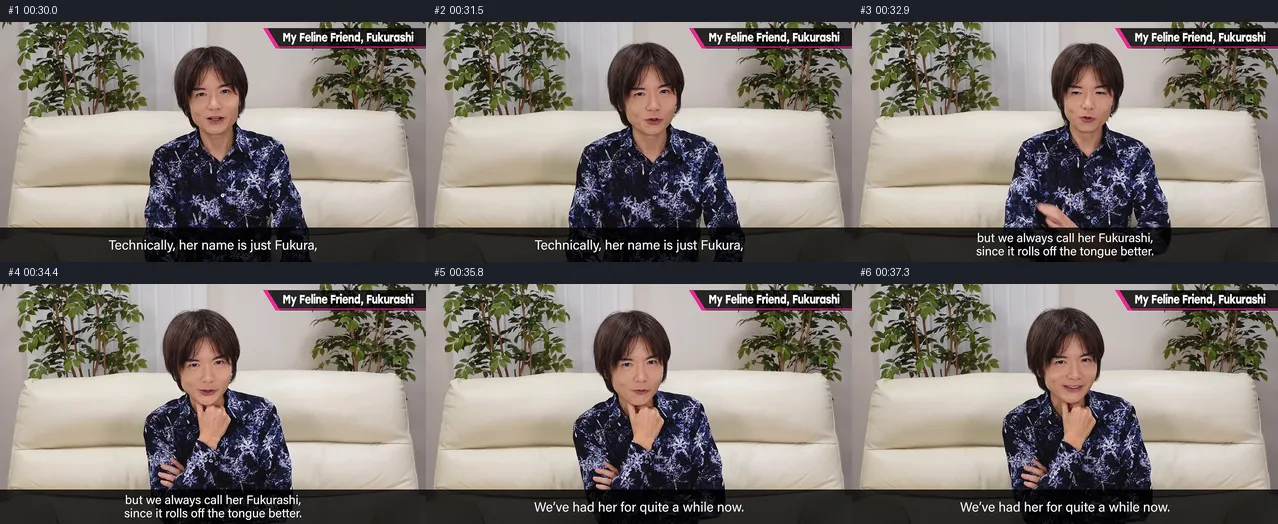 #1 00:30.0
My Feline Friend, Fukurashi
Technically, her name is just Fukura,
#2 00:31.5
My Feline Friend, Fukurashi
Technically, her name is just Fukura,
#3 00:32.9
My Feline Friend, Fukurashi
but we always call her Fukurashi,
since it rolls off the tongue better.
#4 00:34.4
My Feline Friend, Fukurashi
but we always call her Fukurashi,
since it rolls off the tongue better.
#5 00:35.8
My Feline Friend, Fukurashi
We've had her for quite a while now.
#6 00:37.3
My Feline Friend, Fukurashi
We've had her for quite a while now.